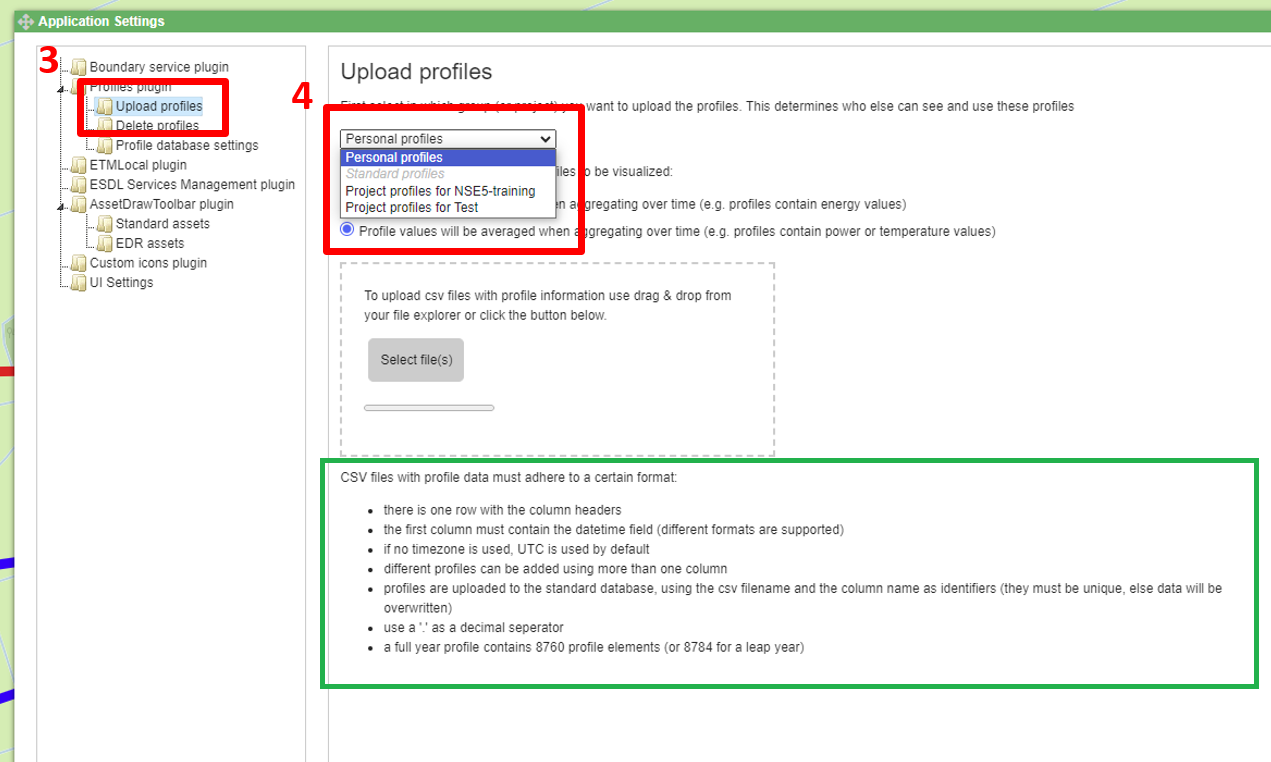 Application Settings
3
Boundary service plugin
Profiles plugin
Upload profiles
Delete profiles
Profile database settings
ETMLocal plugin
ESDL Services Management plugin
AssetDrawToolbar plugin
Standard assets
EDR assets
Custom icons plugin
UI Settings
4
Upload profiles
First select in which group (or project) you want to upload the profiles. This determines who else can see and use these profiles
Personal profiles
Personal profiles
Standard profiles
Project profiles for NSE5-training
Project profiles for Test
to be visualized:
aggregating over time (e.g. profiles contain energy values)
Profile values will be averaged when aggregating over time (e.g. profiles contain power or temperature values)
To upload csv files with profile information use drag & drop from
your file explorer or click the button below.
Select file(s)
CSV files with profile data must adhere to a certain format:
there is one row with the column headers
the first column must contain the datetime field (different formats are supported)
if no timezone is used, UTC is used by default
different profiles can be added using more than one column
profiles are uploaded to the standard database, using the csv filename and the column name as identifiers (they must be unique, else data will be
overwritten)
use a '.' as a decimal seperator
a full year profile contains 8760 profile elements (or 8784 for a leap year)